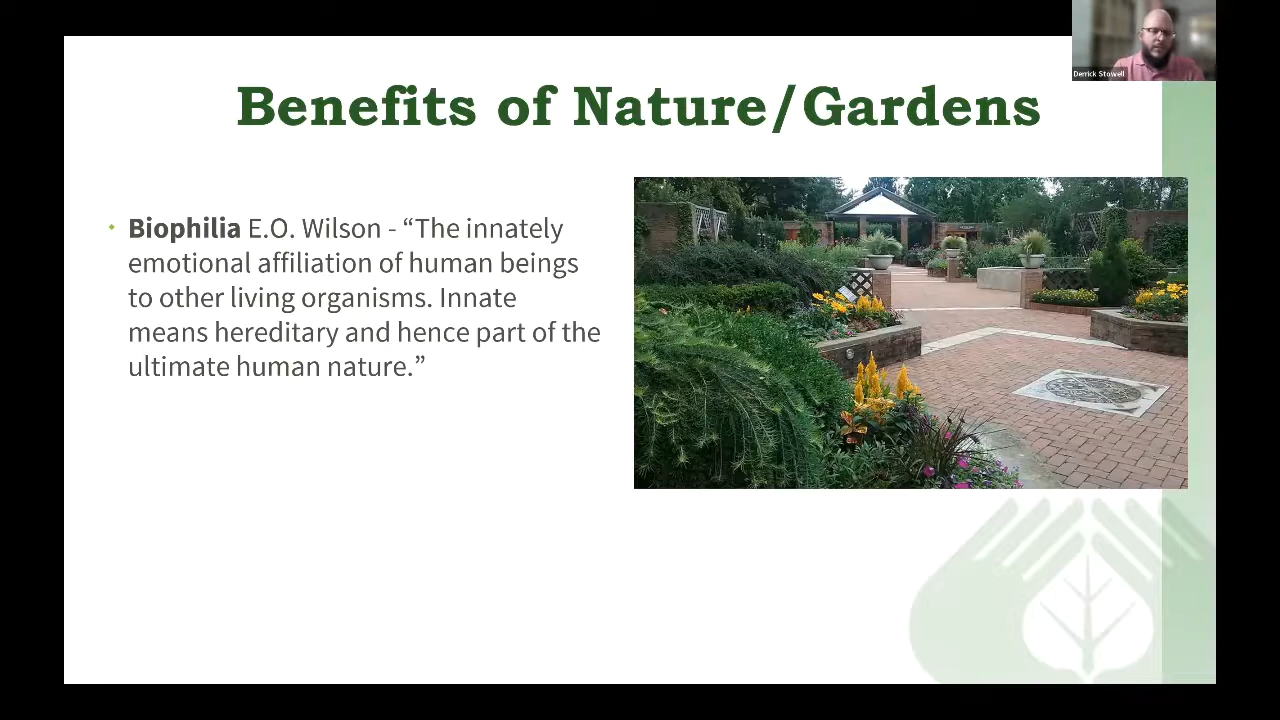 Derrick Stowell
Benefits of Nature/Gardens
Biophilia E.O. Wilson - “The innately
emotional affiliation of human beings
to other living organisms. Innate
means hereditary and hence part of the
ultimate human nature.”